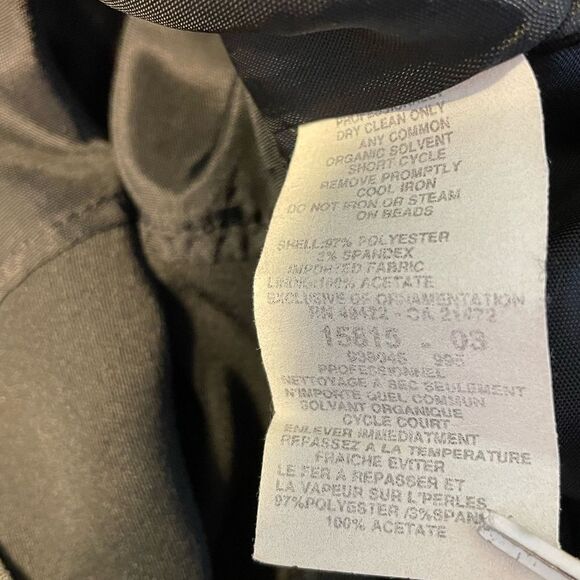 PROFESSIONAL
DRY CLEAN ONLY
ANY COMMON
ORGANIC SOLVENT
SHORT CYCLE
REMOVE PROMPTLY
COOL IRON
DO NOT IRON OR STEAM
ON BEADS
SHELL:97% POLYESTER
3% SPANDEX
IMPORTED FABRIC
LINING:100% ACETATE
EXCLUSIVE OF ORNAMENTATION
RN 49422 - CA 21472
15815 - 03
PROFESSIONNEL
NETTOYAGE A SEC SEULEMENT
N'IMPORTE QUEL COMMUN
SOLVANT ORGANIQUE
CYCLE COURT
ENLEVER IMMEDIATMENT
REPASSEZ A LA TEMPERATURE
FRAICHE EVITER
LE FER A REPASSER ET
LA VAPEUR SUR L'PERLES
97%POLYESTER /3%SPAN
100% ACETATE